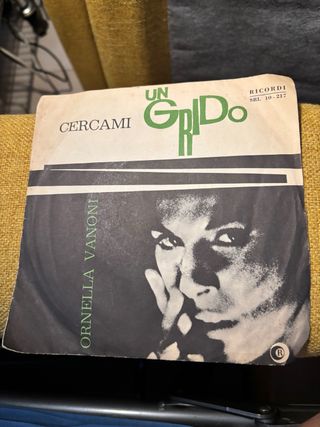 CERCAMI
UN
GRIDO
RICORDI
SRL 10-217
ORNELLA VANONI
R